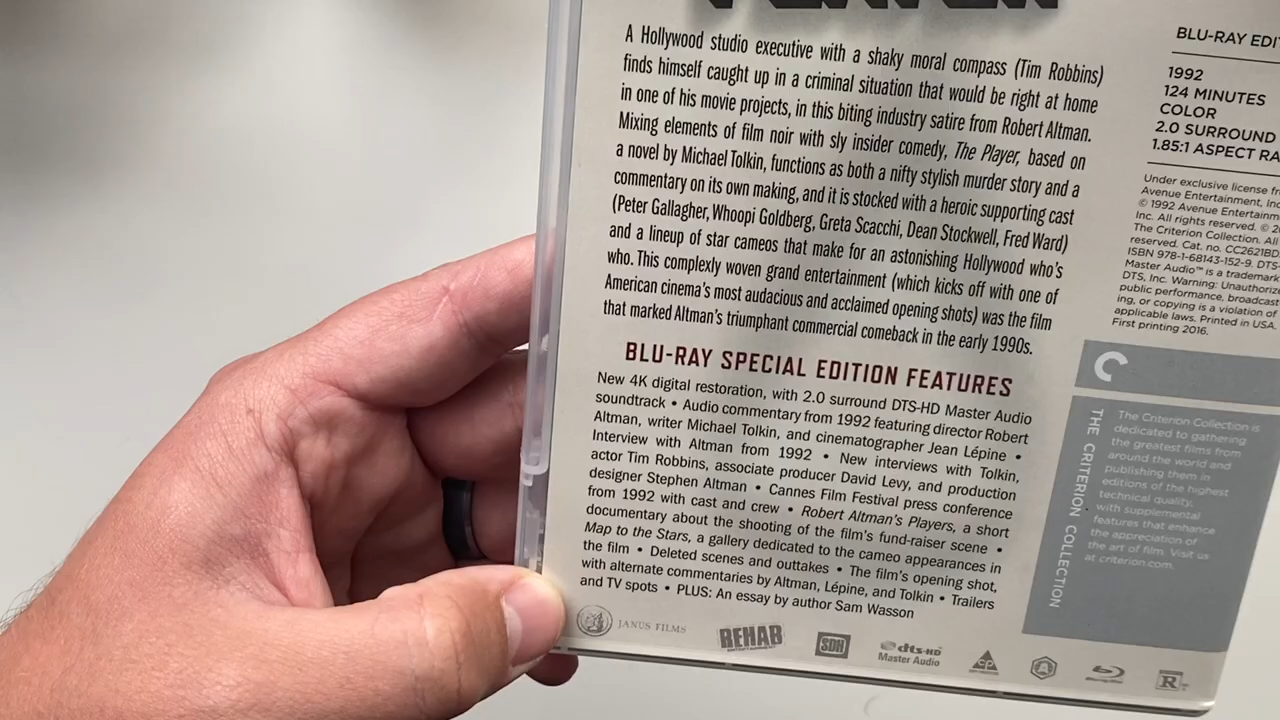 A Hollywood studio executive with a shaky moral compass (Tim Robbins)
finds himself caught up in a criminal situation that would be right at home
in one of his movie projects, in this biting industry satire from Robert Altman.
Mixing elements of film noir with sly insider comedy, The Player, based on
a novel by Michael Tolkin, functions as both a nifty stylish murder story and a
commentary on its own making, and it is stocked with a heroic supporting cast
(Peter Gallagher, Whoopi Goldberg, Greta Scacchi, Dean Stockwell, Fred Ward)
and a lineup of star cameos that make for an astonishing Hollywood who's
who. This complexly woven grand entertainment (which kicks off with one of
American cinema's most audacious and acclaimed opening shots) was the film
that marked Altman's triumphant commercial comeback in the early 1990s.
BLU-RAY SPECIAL EDITION FEATURES
New 4K digital restoration, with 2.0 surround DTS-HD Master Audio
soundtrack • Audio commentary from 1992 featuring director Robert
Altman, writer Michael Tolkin, and cinematographer Jean Lépine •
Interview with Altman from 1992 • New interviews with Tolkin,
actor Tim Robbins, associate producer David Levy, and production
designer Stephen Altman • Cannes Film Festival press conference
from 1992 with cast and crew • Robert Altman's Players, a short
documentary about the shooting of the film's fund-raiser scene •
Map to the Stars, a gallery dedicated to the cameo appearances in
the film • Deleted scenes and outtakes • The film's opening shot,
with alternate commentaries by Altman, Lépine, and Tolkin • Trailers
and TV spots • PLUS: An essay by author Sam Wasson
BLU-RAY EDI
1992
124 MINUTES
COLOR
2.0 SURROUND
1.85:1 ASPECT RA
Under exclusive license fr
Avenue Entertainment, Inc
© 1992 Avenue Entertainm
Inc. All rights reserved. © 2
The Criterion Collection. All
reserved. Cat. no. CC2621BD.
ISBN 978-1-68143-152-9. DTS-
Master Audio™ is a trademark
DTS, Inc. Warning: Unauthorize
public performance, broadcast
ing, or copying is a violation of
applicable laws. Printed in USA.
First printing 2016.
THE CRITERION COLLECTION
The Criterion Collection is
dedicated to gathering
the greatest films from
around the world and
publishing them in
editions of the highest
technical quality,
with supplemental
features that enhance
the appreciation of
the art of film. Visit us
at criterion.com.
JANUS FILMS
REHAB
SDH
dts-HD
Master Audio
CP
Blu-ray
R